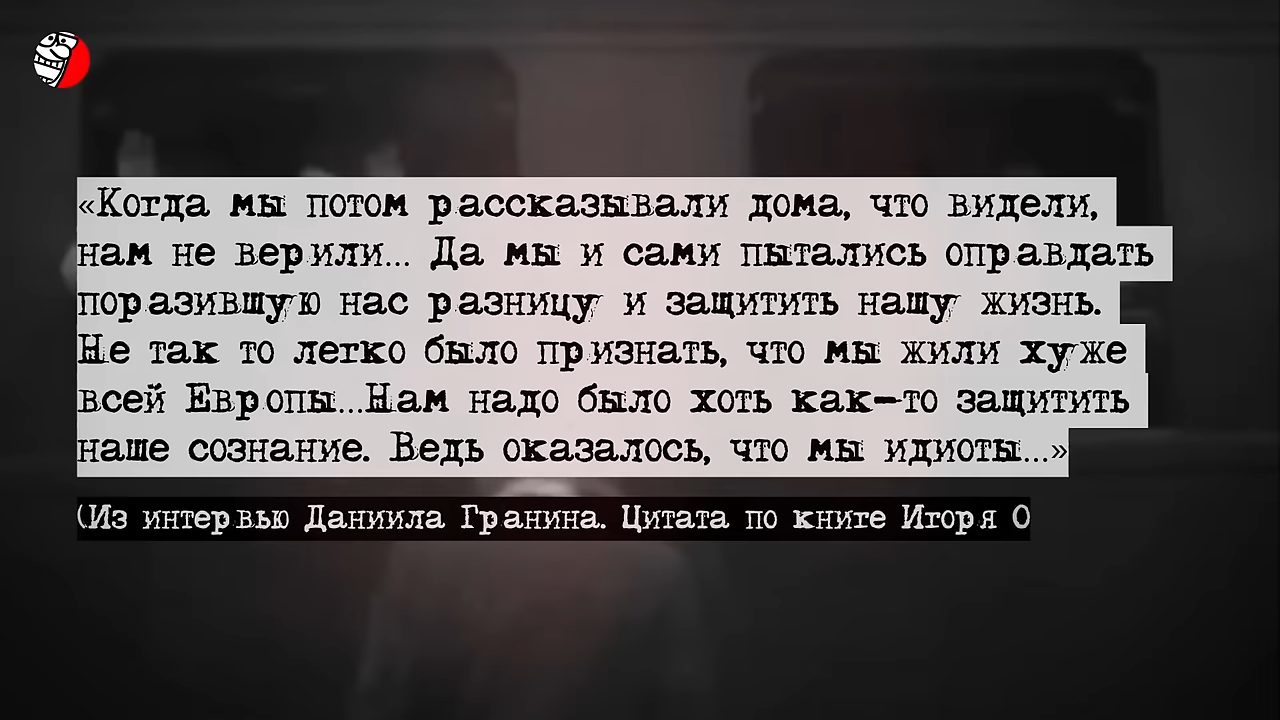 «Когда мы потом рассказывали дома, что видели,
нам не верили... Да мы и сами пытались оправдать
поразившую нас разницу и защитить нашу жизнь.
Не так то легко было признать, что мы жили хуже
всей Европы...Нам надо было хоть как-то защитить
наше сознание. Ведь оказалось, что мы идиоты...»
(Из интервью Даниила Гранина. Цитата по книге Игоря О